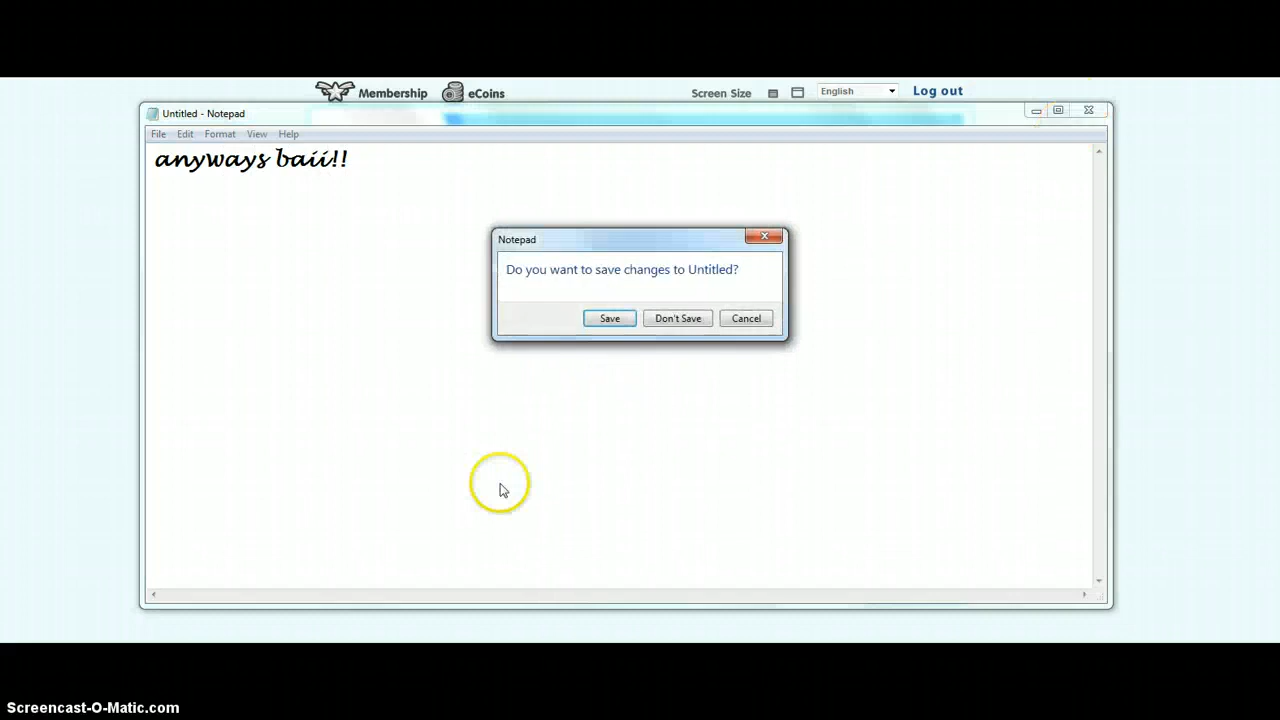 Membership eCoins Screen Size English Log out
Untitled - Notepad
File Edit Format View Help
anyways baii!!
Notepad
Do you want to save changes to Untitled?
Save Don't Save Cancel
Screencast-O-Matic.com